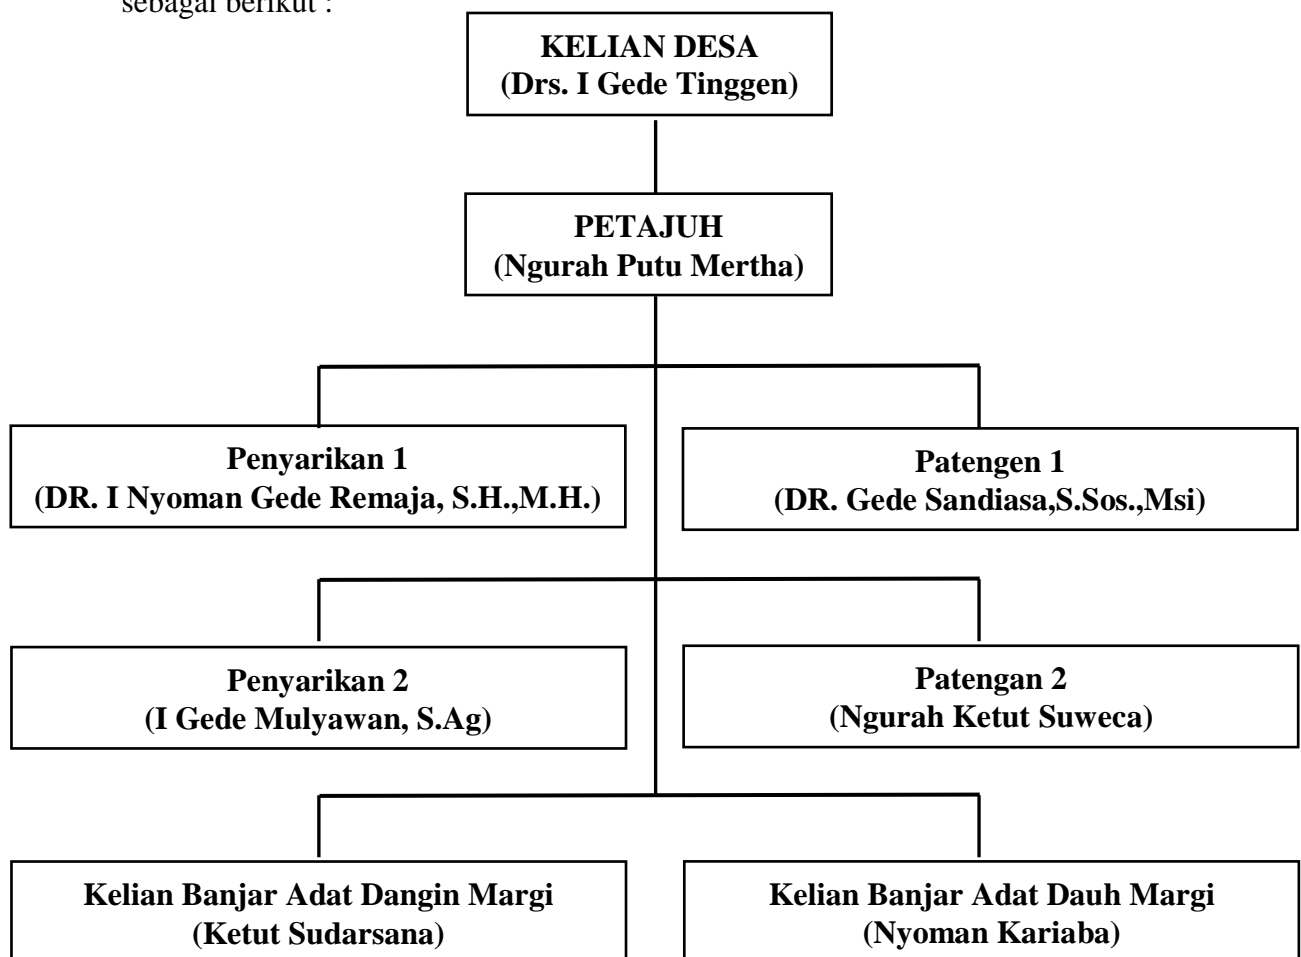 sebagai berikut :
KELIAN DESA
(Drs. I Gede Tinggen)
PETAJUH
(Ngurah Putu Mertha)
Penyarikan 1
(DR. I Nyoman Gede Remaja, S.H.,M.H.)
Patengen 1
(DR. Gede Sandiasa,S.Sos.,Msi)
Penyarikan 2
(I Gede Mulyawan, S.Ag)
Patengan 2
(Ngurah Ketut Suweca)
Kelian Banjar Adat Dangin Margi
(Ketut Sudarsana)
Kelian Banjar Adat Dauh Margi
(Nyoman Kariaba)